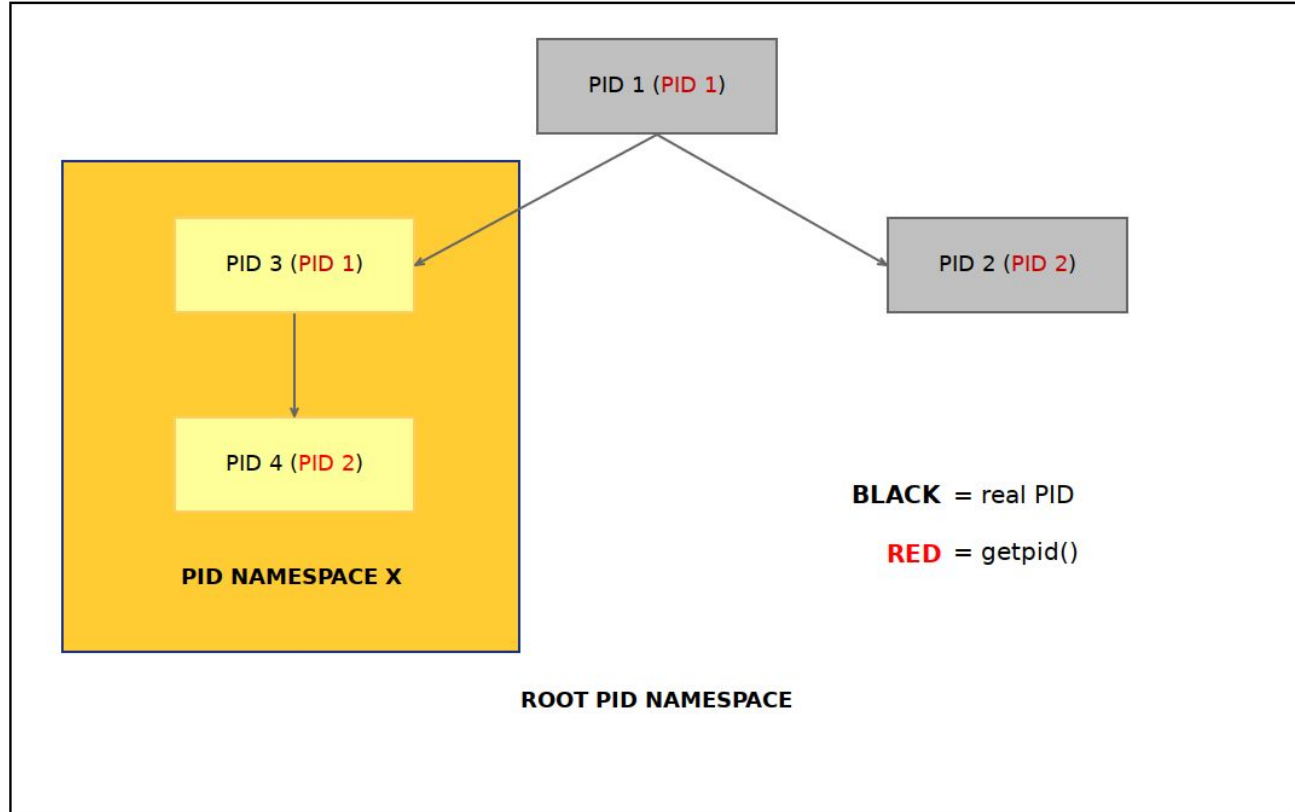 PID 1 (PID 1)
PID 3 (PID 1)
PID 2 (PID 2)
PID 4 (PID 2)
BLACK = real PID
RED = getpid()
PID NAMESPACE X
ROOT PID NAMESPACE